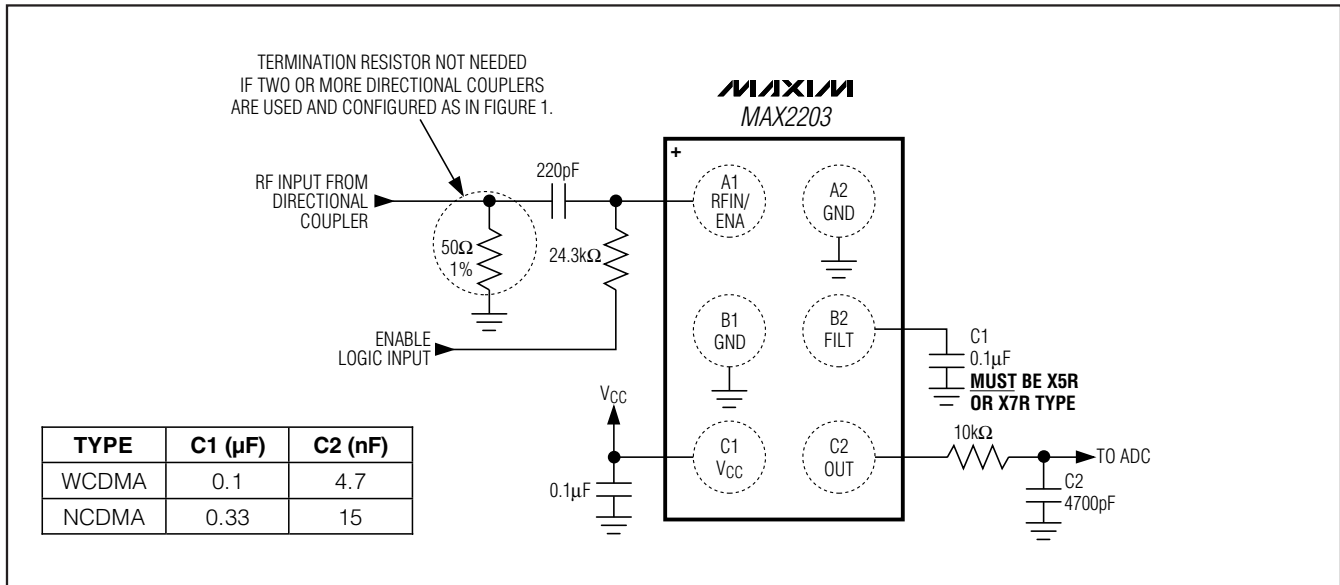 TERMINATION RESISTOR NOT NEEDED
IF TWO OR MORE DIRECTIONAL COUPLERS
ARE USED AND CONFIGURED AS IN FIGURE 1.
MAXIM
MAX2203
+
RF INPUT FROM
DIRECTIONAL
COUPLER
220pF
50Ω
1%
24.3kΩ
A1
RFIN/
ENA
A2
GND
ENABLE
LOGIC INPUT
B1
GND
B2
FILT
C1
0.1µF
MUST BE X5R
OR X7R TYPE
VCC
0.1µF
C1
VCC
C2
OUT
10kΩ
TO ADC
C2
4700pF
TYPE C1 (µF) C2 (nF)
WCDMA 0.1 4.7
NCDMA 0.33 15